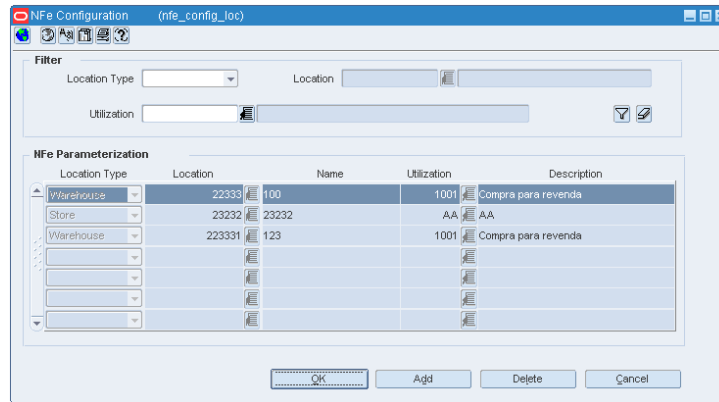 NFe Configuration (nfe_config_loc)
Filter
Location Type Location
Utilization
NFe Parameterization
Location Type Location Name Utilization Description
Warehouse 22333 100 1001 Compra para revenda
Store 23232 23232 AA AA
Warehouse 223331 123 1001 Compra para revenda
OK Add Delete Cancel